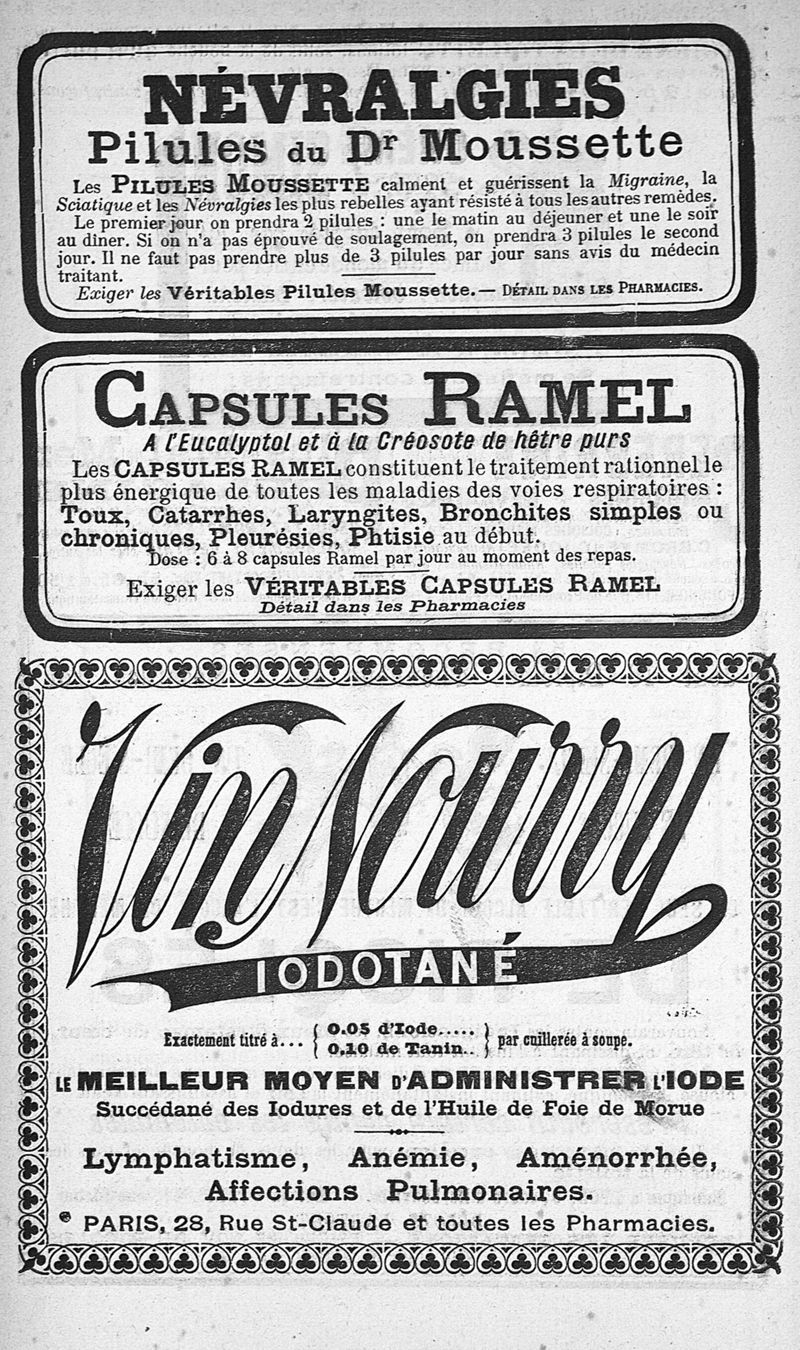 NÉVRALGIES
Pilules du Dr Moussette
Les PILULES MOUSSETTE calment et guérissent la Migraine, la
Sciatique et les Névralgies les plus rebelles ayant résisté à tous les autres remèdes.
Le premier jour on prendra 2 pilules : une le matin au déjeuner et une le soir
au dîner. Si on n'a pas éprouvé de soulagement, on prendra 3 pilules le second
jour. Il ne faut pas prendre plus de 3 pilules par jour sans avis du médecin
traitant.
Exiger les Véritables Pilules Moussette. — DÉTAIL DANS LES PHARMACIES.
CAPSULES RAMEL
A l'Eucalyptol et à la Créosote de hêtre purs
Les CAPSULES RAMEL constituent le traitement rationnel le
plus énergique de toutes les maladies des voies respiratoires :
Toux, Catarrhes, Laryngites, Bronchites simples ou
chroniques, Pleurésies, Phtisie au début.
Dose : 6 à 8 capsules Ramel par jour au moment des repas.
Exiger les VÉRITABLES CAPSULES RAMEL
Détail dans les Pharmacies
Vin Nourry
IODOTANÉ
Exactement titré à... { 0.05 d'Iode..... } par cuillerée à soupe.
0,10 de Tanin..
LE MEILLEUR MOYEN D'ADMINISTRER L'IODE
Succédané des Iodures et de l'Huile de Foie de Morue
Lymphatisme, Anémie, Aménorrhée,
Affections Pulmonaires.
PARIS, 28, Rue St-Claude et toutes les Pharmacies.